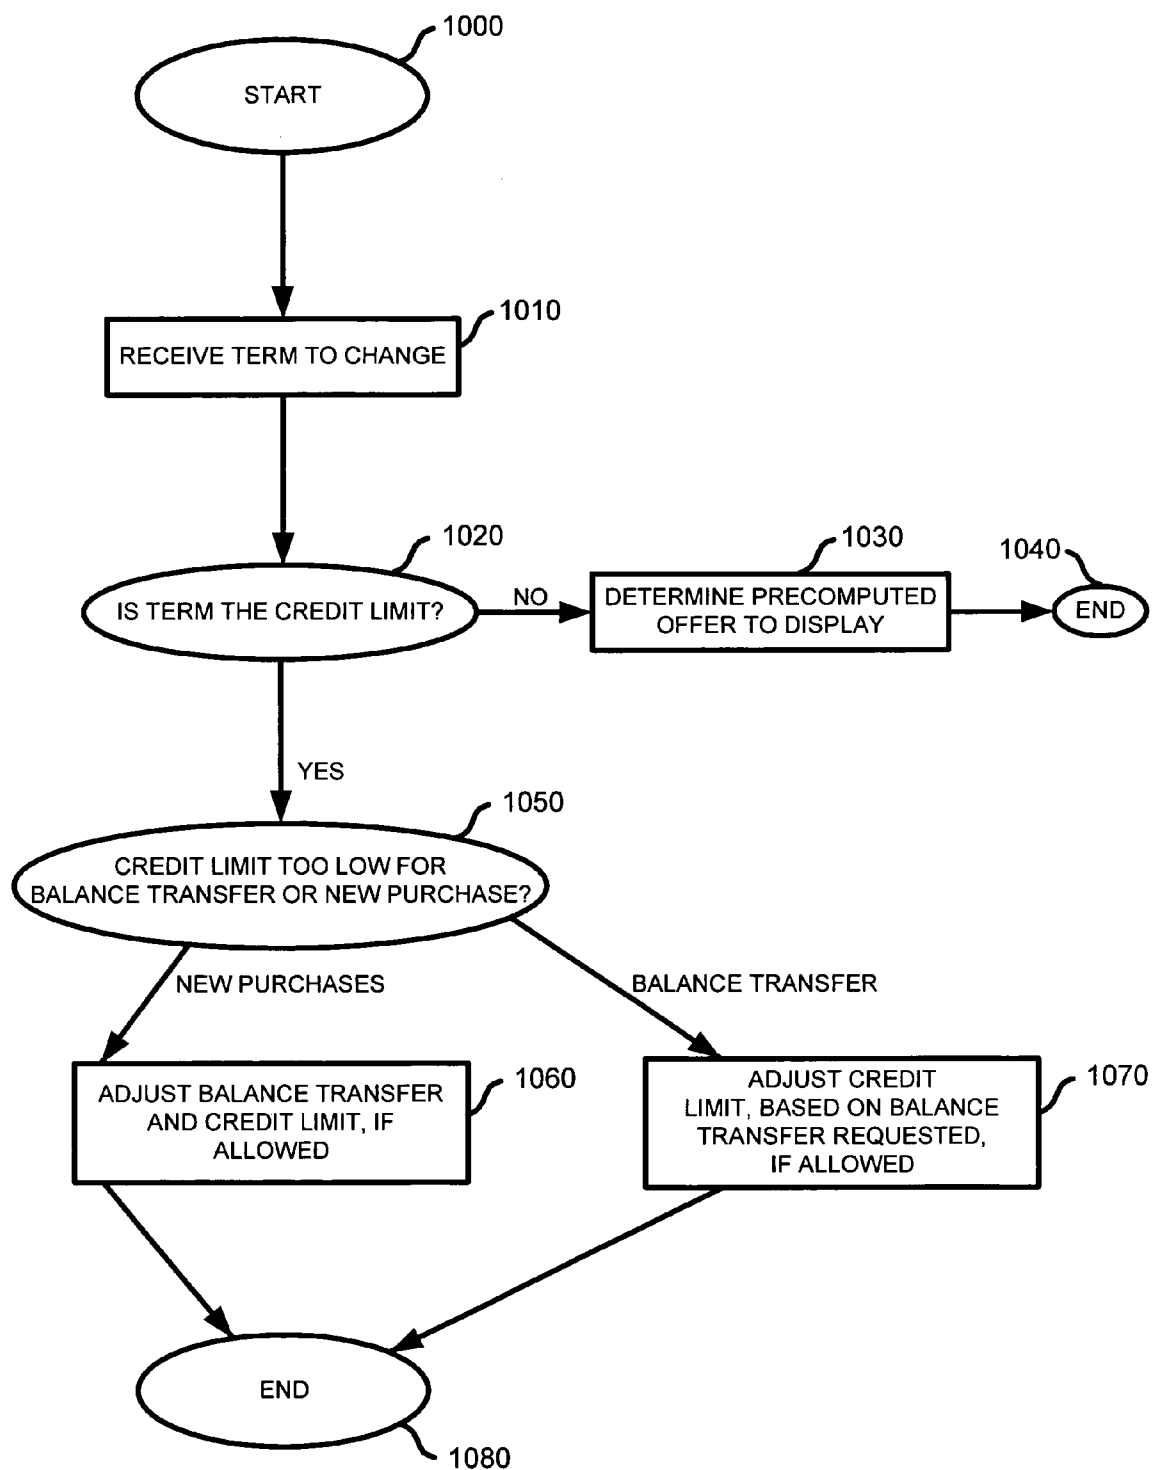 1000
START
1010
RECEIVE TERM TO CHANGE
1020
IS TERM THE CREDIT LIMIT?
NO
1030
DETERMINE PRECOMPUTED
OFFER TO DISPLAY
1040
END
YES
1050
CREDIT LIMIT TOO LOW FOR
BALANCE TRANSFER OR NEW PURCHASE?
NEW PURCHASES
BALANCE TRANSFER
1060
ADJUST BALANCE TRANSFER
AND CREDIT LIMIT, IF
ALLOWED
1070
ADJUST CREDIT
LIMIT, BASED ON BALANCE
TRANSFER REQUESTED,
IF ALLOWED
END
1080